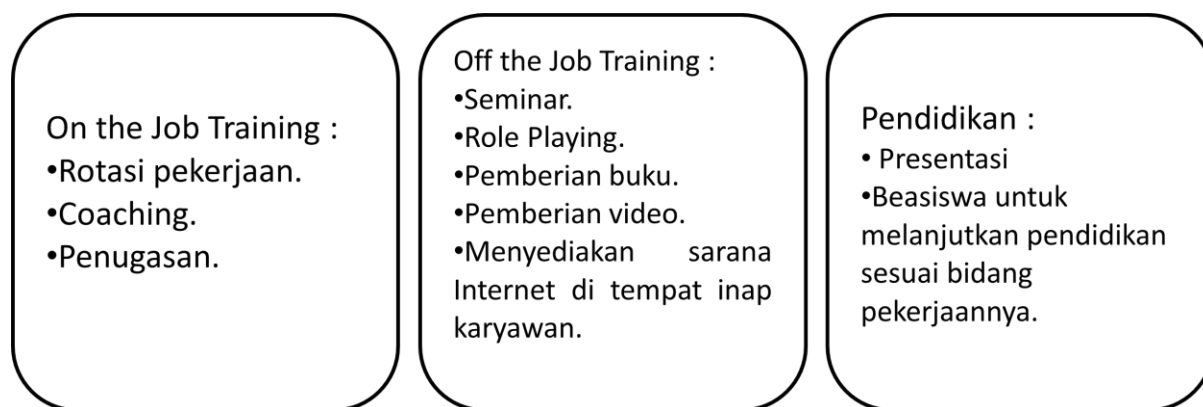 On the Job Training :
•Rotasi pekerjaan.
•Coaching.
•Penugasan.
Off the Job Training :
•Seminar.
•Role Playing.
•Pemberian buku.
•Pemberian video.
•Menyediakan sarana
Internet di tempat inap
karyawan.
Pendidikan :
• Presentasi
•Beasiswa untuk
melanjutkan pendidikan
sesuai bidang
pekerjaannya.